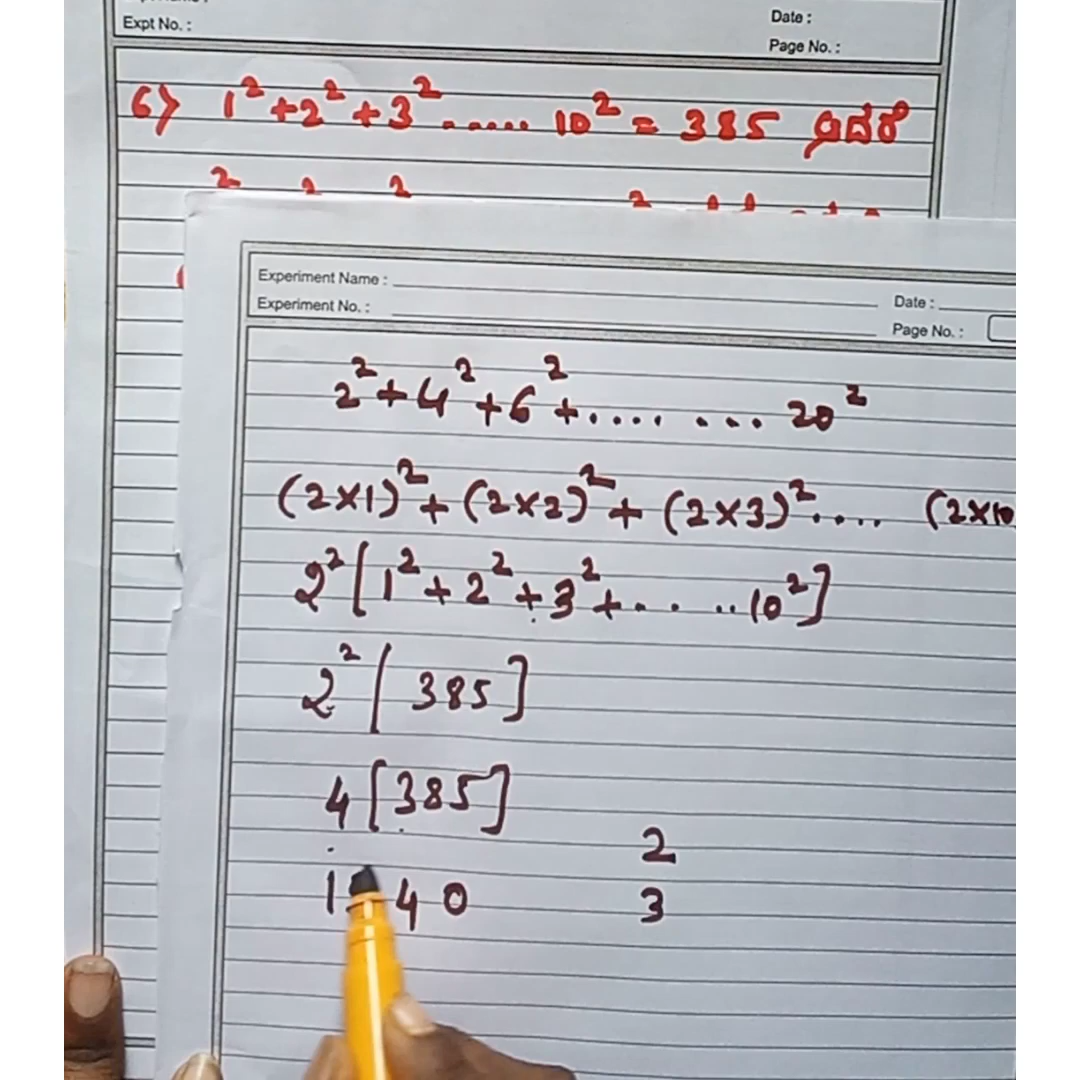 Expt No. :
Date :
Page No. :
6) 1² + 2² + 3² ...... 10² = 385 ಆದರೆ
Experiment Name :
Experiment No. :
Date :
Page No. :
2² + 4² + 6² + .... ... 20²
(2×1)² + (2×2)² + (2×3)² .... (2×10
2² [1² + 2² + 3² + . . .. 10²]
2² [ 385 ]
4 [385]
2
40
3